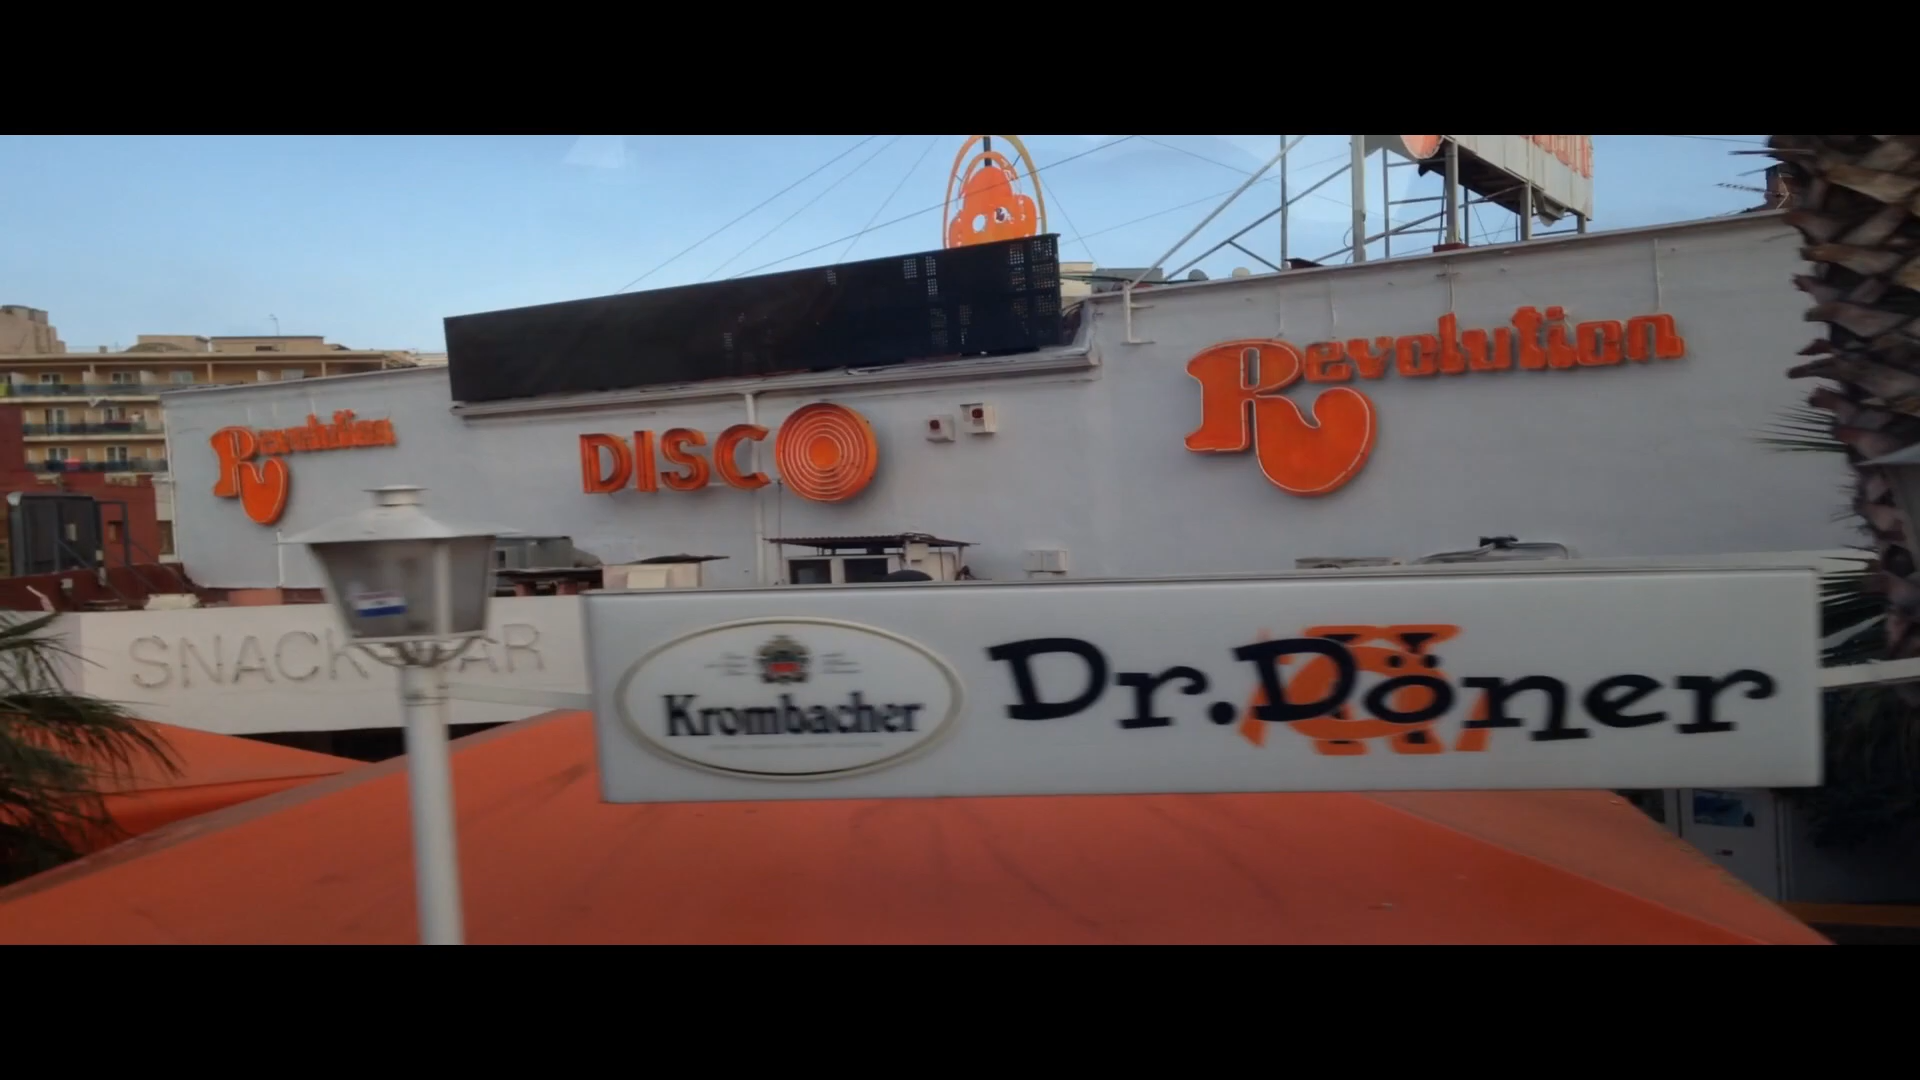 Revolution
DISCO
Revolution
SNACK BAR
Krombacher
Dr.Döner